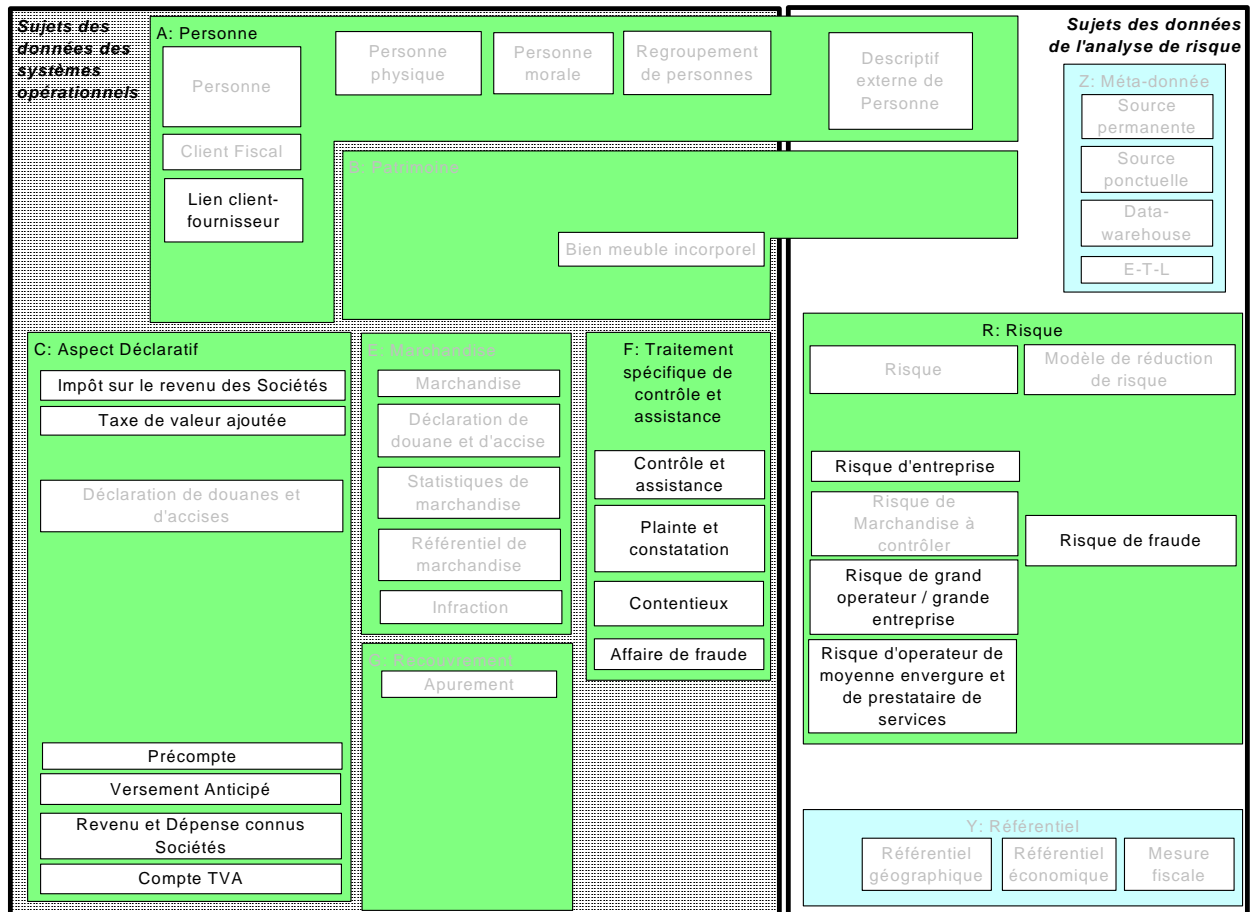 Sujets des
données des
systèmes
opérationnels
A: Personne
Personne
Personne
physique
Personne
morale
Regroupement
de personnes
Descriptif
externe de
Personne
Client Fiscal
Lien client-
fournisseur
B: Patrimoine
Bien meuble incorporel
C: Aspect Déclaratif
Impôt sur le revenu des Sociétés
Taxe de valeur ajoutée
Déclaration de douanes et
d'accises
Précompte
Versement Anticipé
Revenu et Dépense connus
Sociétés
Compte TVA
E: Marchandise
Marchandise
Déclaration de
douane et d'accise
Statistiques de
marchandise
Référentiel de
marchandise
Infraction
G: Recouvrement
Apurement
F: Traitement
spécifique de
contrôle et
assistance
Contrôle et
assistance
Plainte et
constatation
Contentieux
Affaire de fraude
Sujets des données
de l'analyse de risque
Z: Méta-donnée
Source
permanente
Source
ponctuelle
Data-
warehouse
E-T-L
R: Risque
Risque
Modèle de réduction
de risque
Risque d'entreprise
Risque de
Marchandise à
contrôler
Risque de fraude
Risque de grand
operateur / grande
entreprise
Risque d'operateur de
moyenne envergure et
de prestataire de
services
Y: Référentiel
Référentiel
géographique
Référentiel
économique
Mesure
fiscale